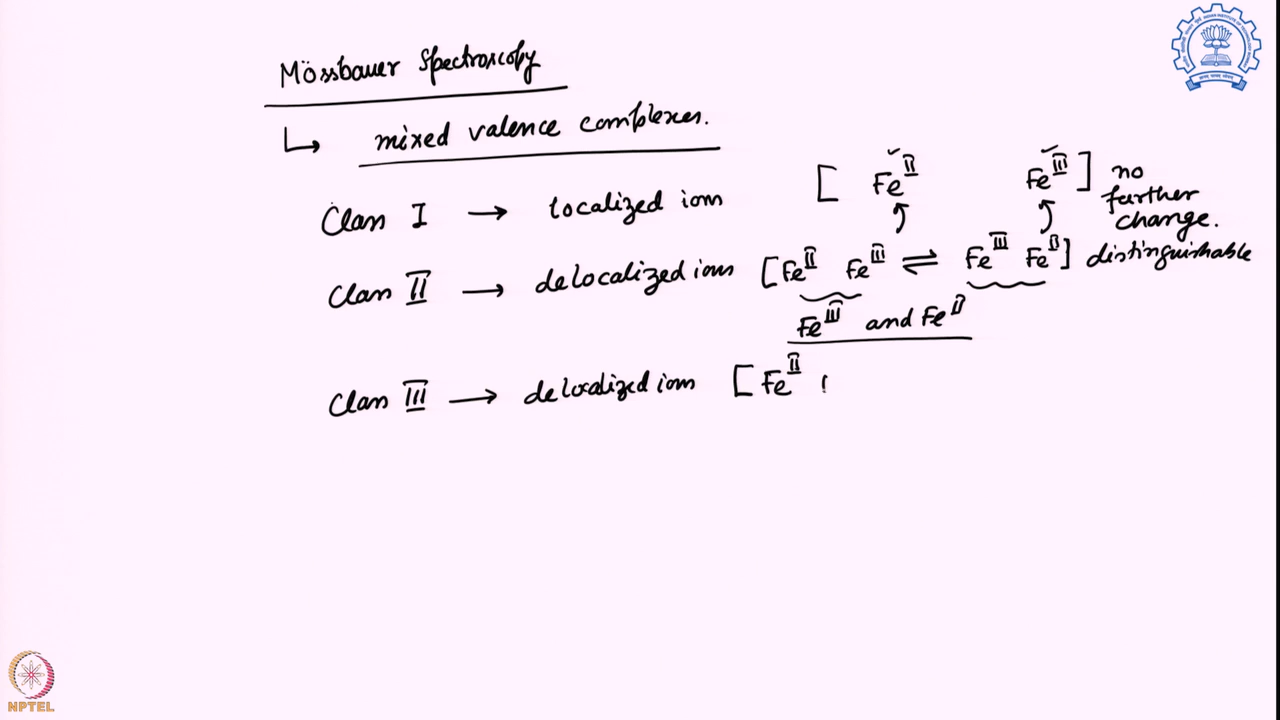 Mössbauer Spectroscopy
↳ mixed valence complexes.
Class I → localized ion [ Fe^II Fe^III ] no further change.
Class II → delocalized ions [Fe^II Fe^III ⇌ Fe^III Fe^II] distinguishable
Fe^III and Fe^II
Class III → delocalized ion [Fe^II
NPTEL